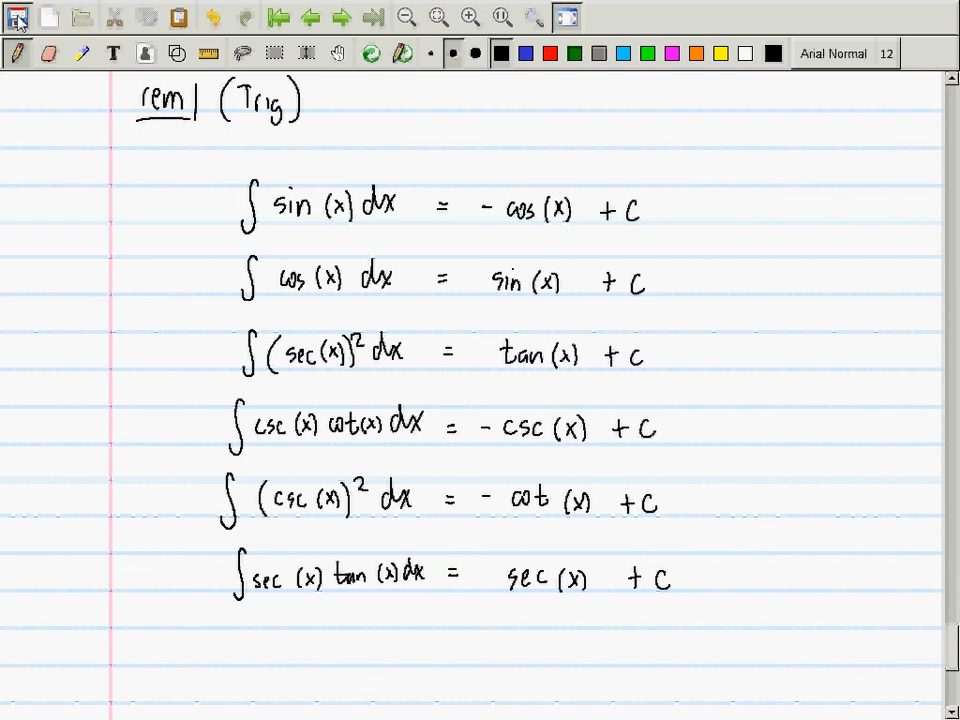 Arial Normal 12
rem | (Trig)
∫ sin (x) dx = - cos (x) + C
∫ cos (x) dx = sin (x) + C
∫ (sec(x))² dx = tan (x) + C
∫ csc (x) cot(x) dx = - csc (x) + C
∫ (csc (x))² dx = - cot (x) + C
∫ sec (x) tan (x) dx = sec (x) + C